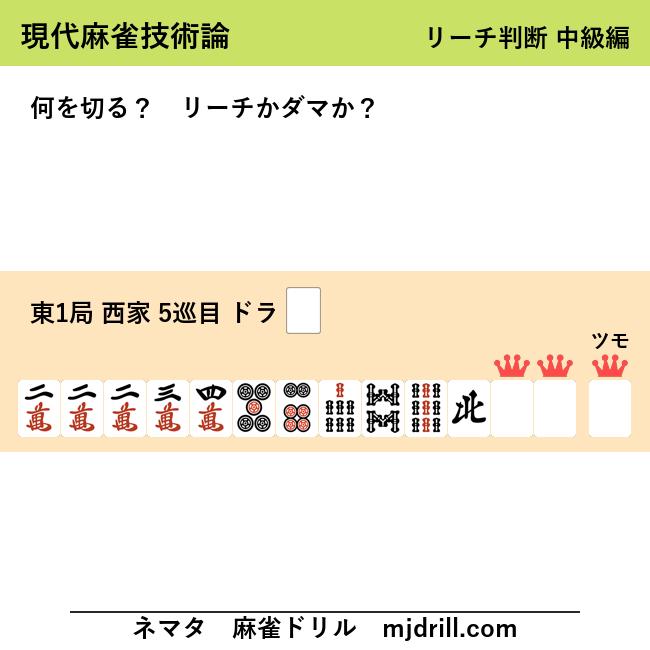 現代麻雀技術論
リーチ判断 中級編
何を切る？　リーチかダマか？
東1局 西家 5巡目 ドラ
ツモ
二萬 二萬 二萬 三萬 四萬 北
ネマタ　麻雀ドリル　mjdrill.com